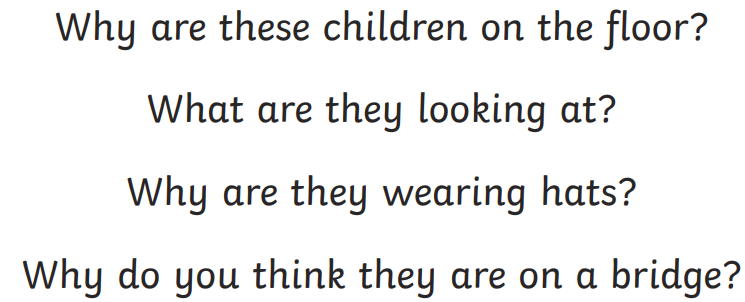 Why are these children on the floor?
What are they looking at?
Why are they wearing hats?
Why do you think they are on a bridge?